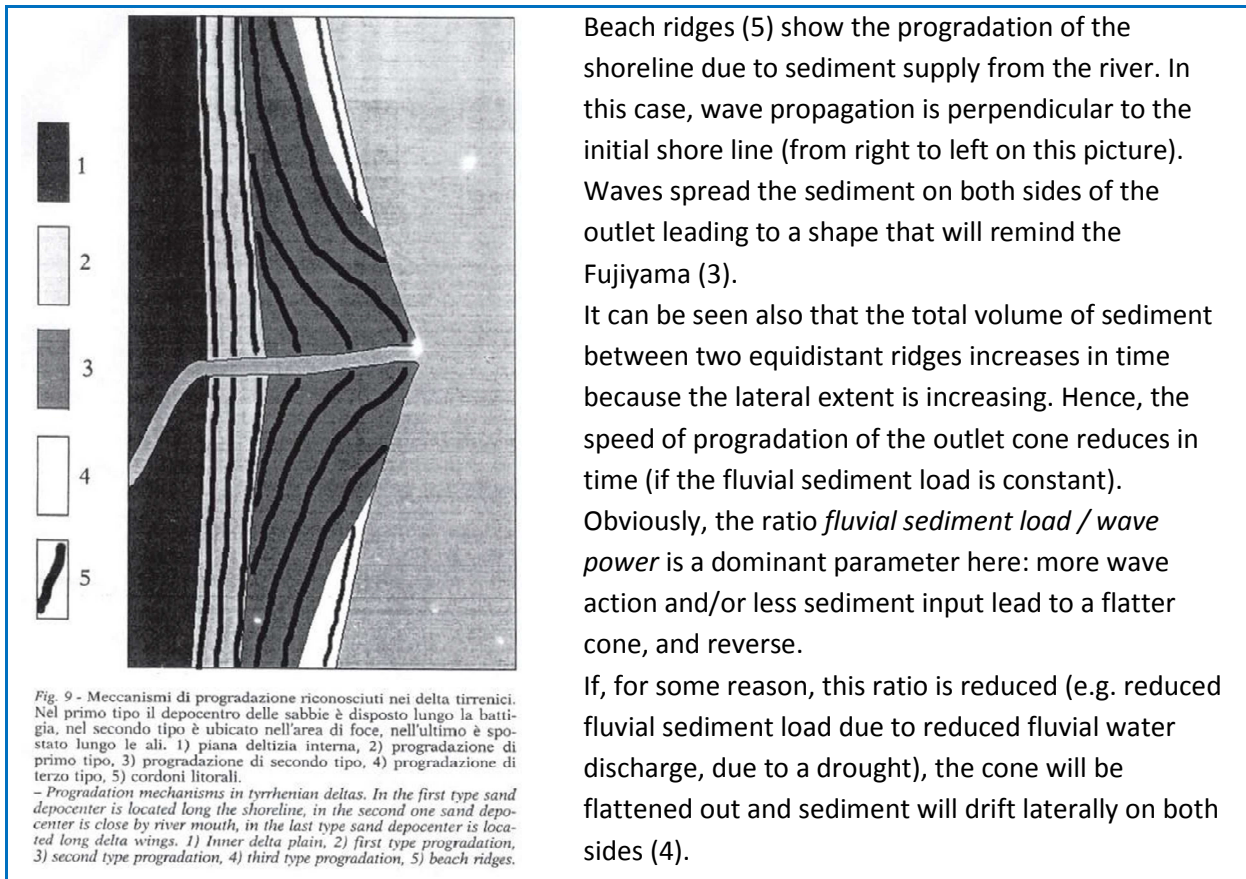 1
2
3
4
5
Fig. 9 - Meccanismi di progradazione riconosciuti nei delta tirrenici.
Nel primo tipo il depocentro delle sabbie è disposto lungo la batti-
gia, nel secondo tipo è ubicato nell'area di foce, nell'ultimo è spo-
stato lungo le ali. 1) piana deltizia interna, 2) progradazione di
primo tipo, 3) progradazione di secondo tipo, 4) progradazione di
terzo tipo, 5) cordoni litorali.
– Progradation mechanisms in tyrrhenian deltas. In the first type sand
depocenter is located long the shoreline, in the second one sand depo-
center is close by river mouth, in the last type sand depocenter is loca-
ted long delta wings. 1) Inner delta plain, 2) first type progradation,
3) second type progradation, 4) third type progradation, 5) beach ridges.
Beach ridges (5) show the progradation of the
shoreline due to sediment supply from the river. In
this case, wave propagation is perpendicular to the
initial shore line (from right to left on this picture).
Waves spread the sediment on both sides of the
outlet leading to a shape that will remind the
Fujiyama (3).
It can be seen also that the total volume of sediment
between two equidistant ridges increases in time
because the lateral extent is increasing. Hence, the
speed of progradation of the outlet cone reduces in
time (if the fluvial sediment load is constant).
Obviously, the ratio fluvial sediment load / wave
power is a dominant parameter here: more wave
action and/or less sediment input lead to a flatter
cone, and reverse.
If, for some reason, this ratio is reduced (e.g. reduced
fluvial sediment load due to reduced fluvial water
discharge, due to a drought), the cone will be
flattened out and sediment will drift laterally on both
sides (4).